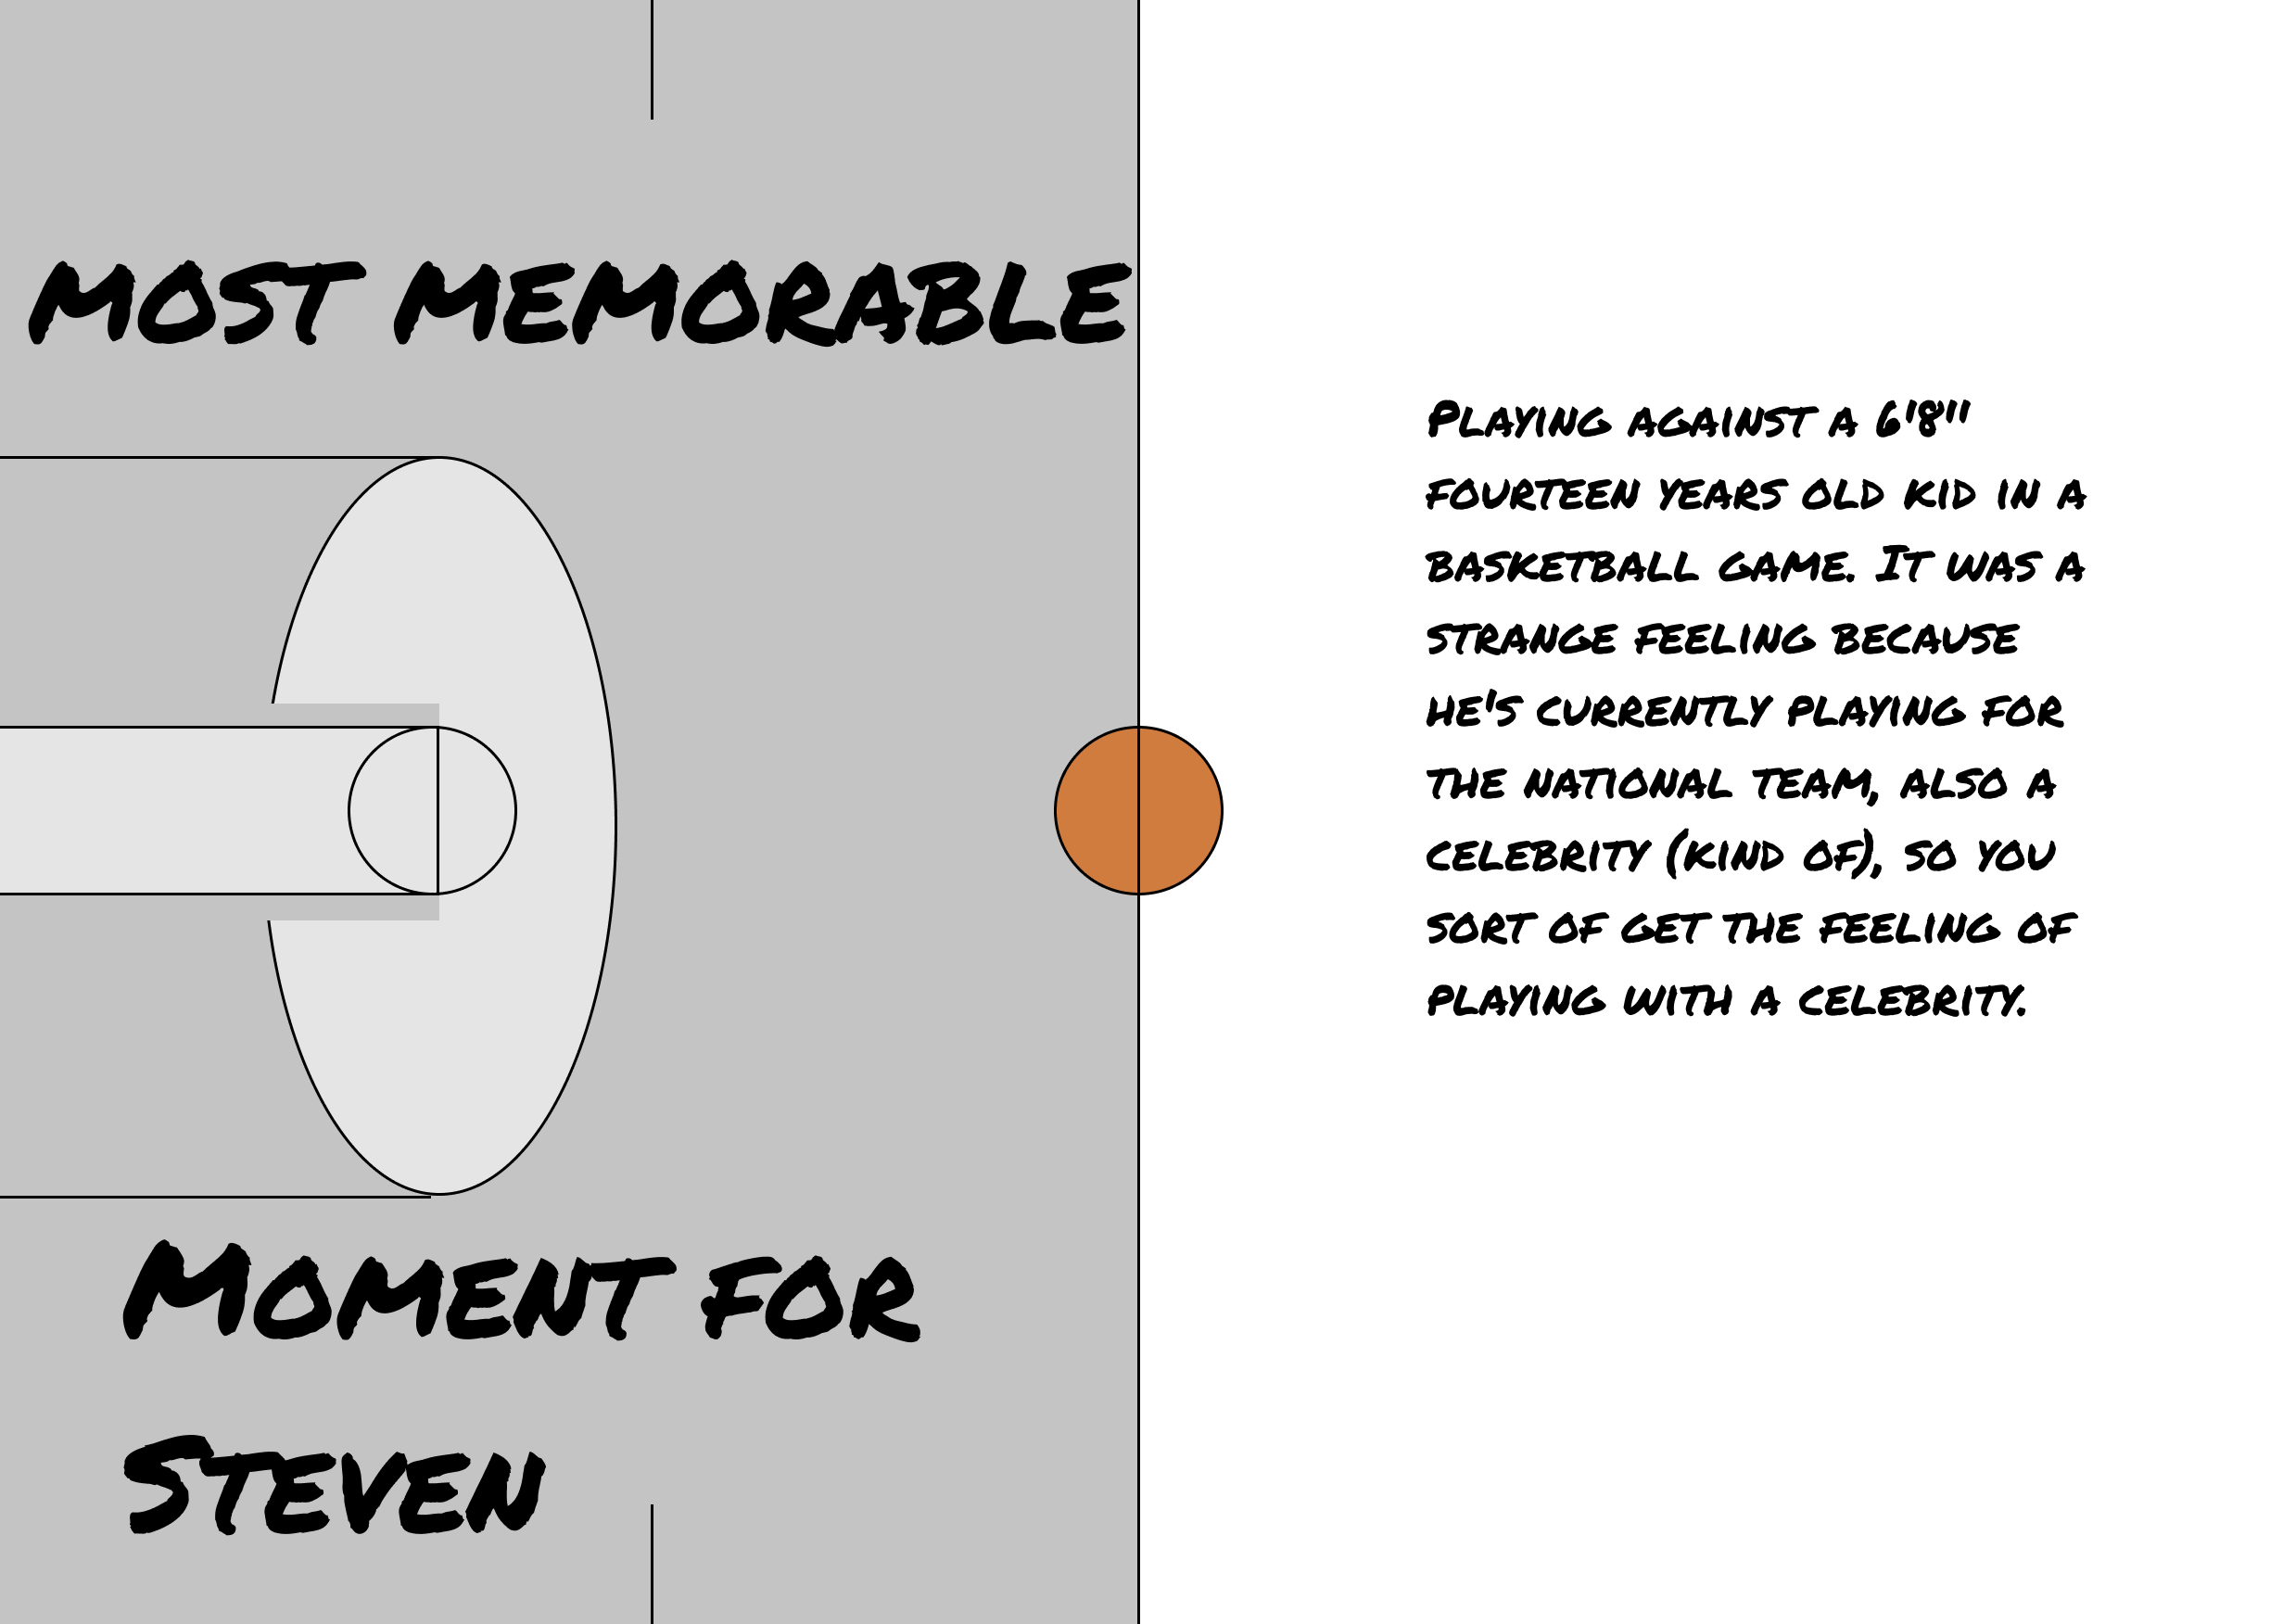 most memorable
Moment for
Steven
Playing against a 6'8"
fourteen years old kid in a
basketball game. It was a
strange feeling because
he's currently playing for
the national team, also a
celebrity (kind of), so you
sort of get the feeling of
playing with a celebrity.